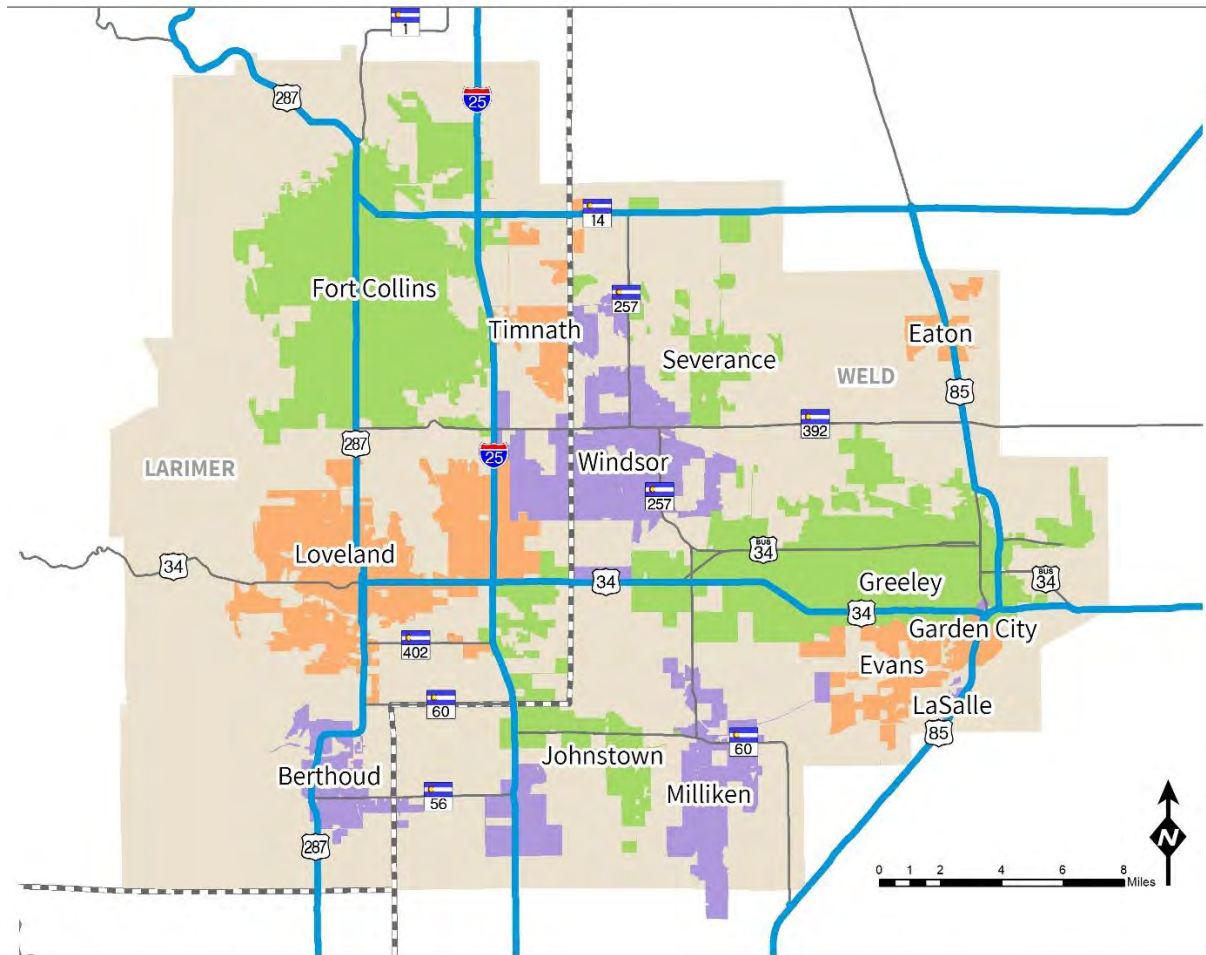 1
287
25
14
Fort Collins
257
Timnath
Severance
Eaton
WELD
85
392
287
25
LARIMER
Windsor
257
Loveland
34
BUS
34
34
Greeley
BUS
34
34
Garden City
402
Evans
60
LaSalle
85
60
Johnstown
Berthoud
56
Milliken
287
N
0 1 2 4 6 8
Miles